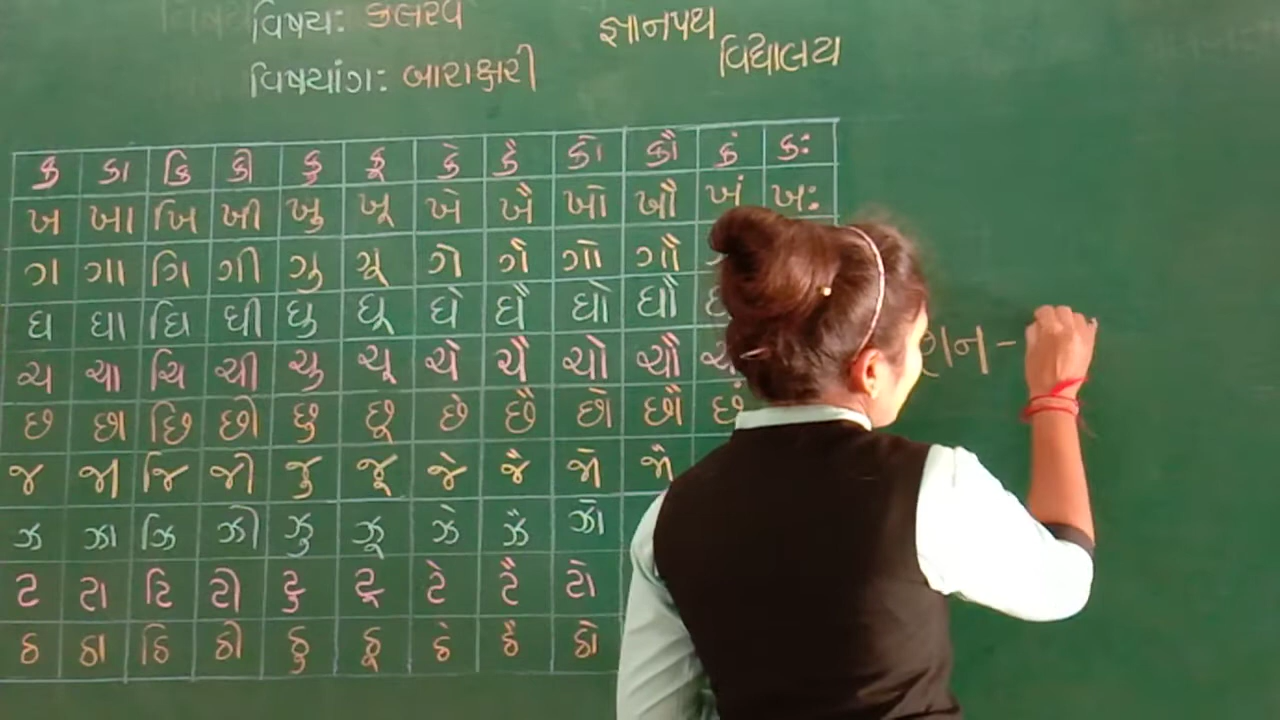 વિષય: કલરવ
જ્ઞાનપથ
વિદ્યાલય
વિષયાંગ: બારાક્ષરી
ક કા કિ કી કુ કૂ કે કૈ કો કૌ કં કઃ
ખ ખા ખિ ખી ખુ ખૂ ખે ખૈ ખો ખૌ ખં ખઃ
ગ ગા ગિ ગી ગુ ગૂ ગે ગૈ ગો ગૌ
ઘ ઘા ઘિ ઘી ઘુ ઘૂ ઘે ઘૈ ઘો ઘૌ
ચ ચા ચિ ચી ચુ ચૂ ચે ચૈ ચો ચૌ
છ છા છિ છી છુ છૂ છે છૈ છો છૌ છં
જ જા જિ જી જુ જૂ જે જૈ જો જૌ
ઝ ઝા ઝિ ઝી ઝુ ઝૂ ઝે ઝૈ ઝો
ટ ટા ટિ ટી ટુ ટૂ ટે ટૈ ટો
ઠ ઠા ઠિ ઠી ઠુ ઠૂ ઠે ઠૈ ઠો